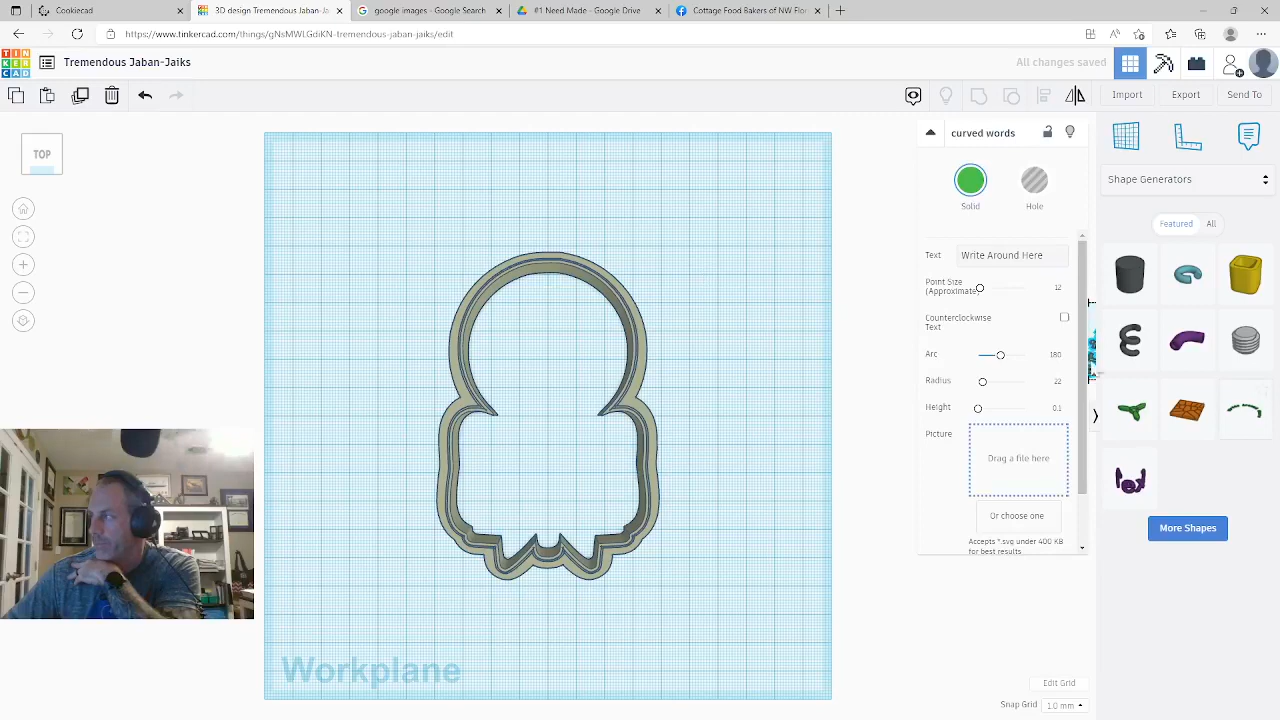 Cookiecad
3D design Tremendous Jaban-Ja
google images - Google Search
#1 Need Made - Google Drive
Cottage Food Bakers of NW Flo
https://www.tinkercad.com/things/gNsMWLGdiKN-tremendous-jaban-jaiks/edit
TIN
KER
CAD
Tremendous Jaban-Jaiks
All changes saved
Import
Export
Send To
TOP
curved words
Solid
Hole
Shape Generators
Featured
All
Text
Write Around Here
Point Size
(Approximate)
12
Counterclockwise
Text
Arc
180
Radius
22
Height
0.1
Picture
Drag a file here
Or choose one
Accepts *.svg under 400 KB
for best results
More Shapes
Workplane
Edit Grid
Snap Grid
1.0 mm